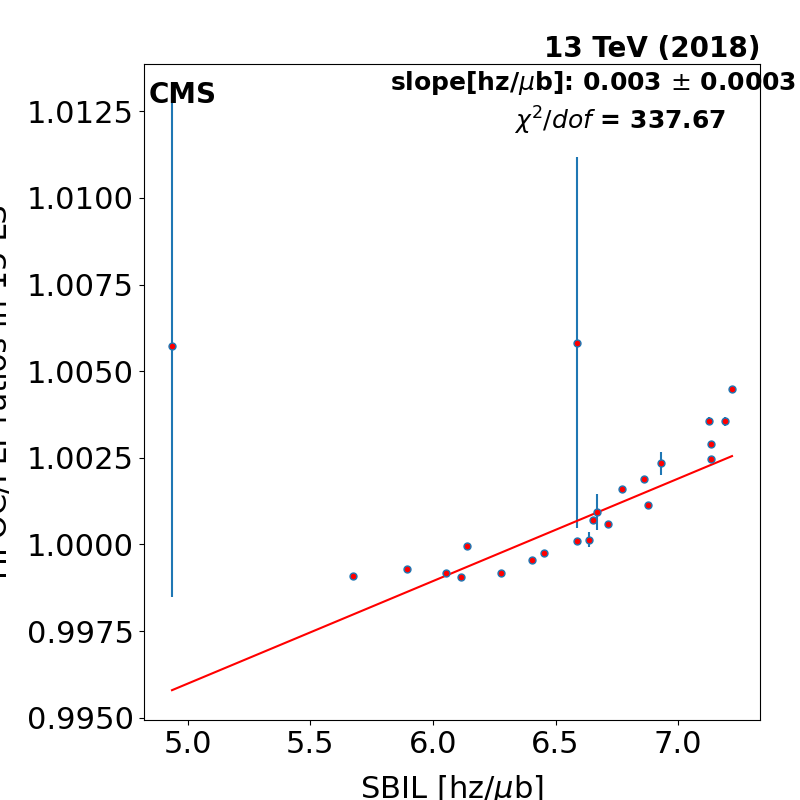 13 TeV (2018)
CMS
slope[hz/μb]: 0.003 ± 0.0003
χ²/dof = 337.67
1.0125
1.0100
1.0075
1.0050
1.0025
1.0000
0.9975
0.9950
5.0 5.5 6.0 6.5 7.0
SBIL [hz/μb]